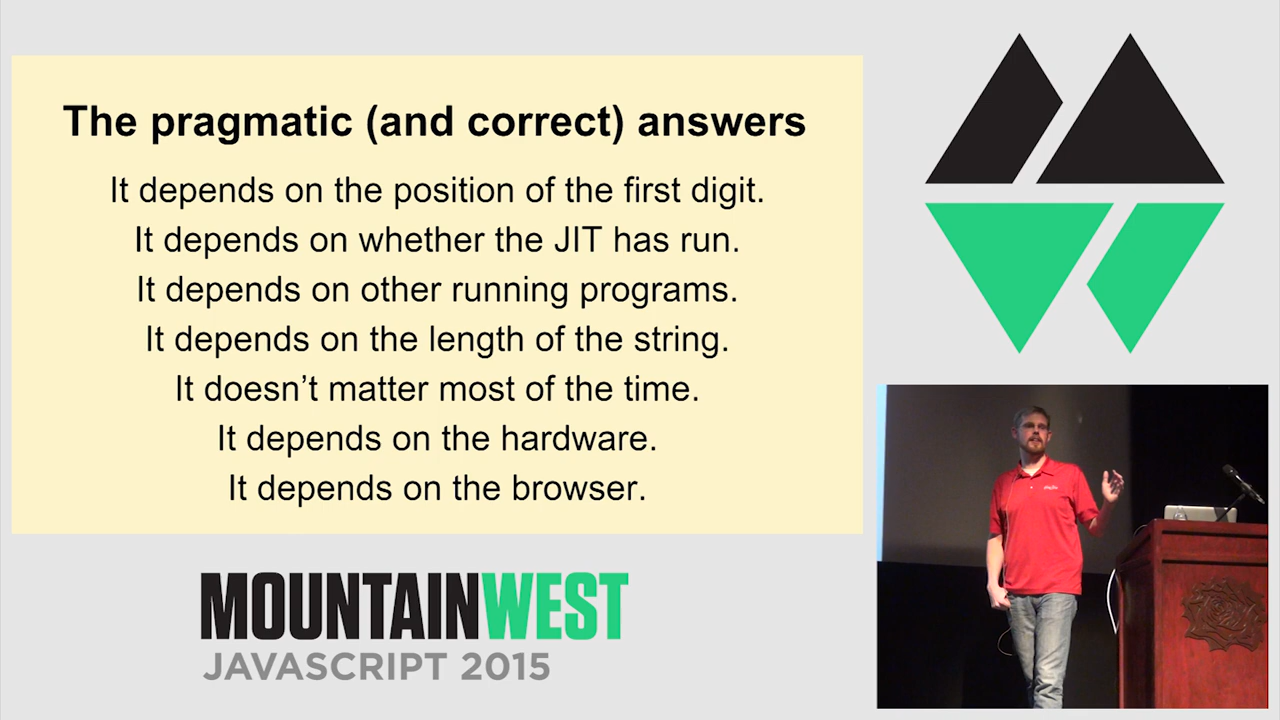 The pragmatic (and correct) answers
It depends on the position of the first digit.
It depends on whether the JIT has run.
It depends on other running programs.
It depends on the length of the string.
It doesn’t matter most of the time.
It depends on the hardware.
It depends on the browser.
MOUNTAINWEST
JAVASCRIPT 2015